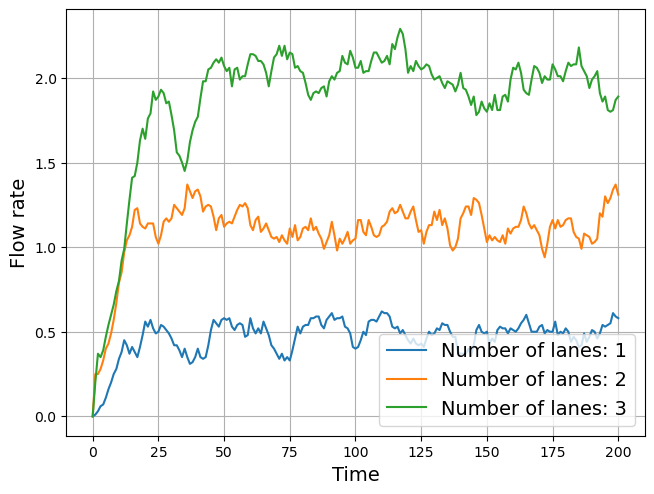 Flow rate
2.0
1.5
1.0
0.5
0.0
Number of lanes: 1
Number of lanes: 2
Number of lanes: 3
0 25 50 75 100 125 150 175 200
Time